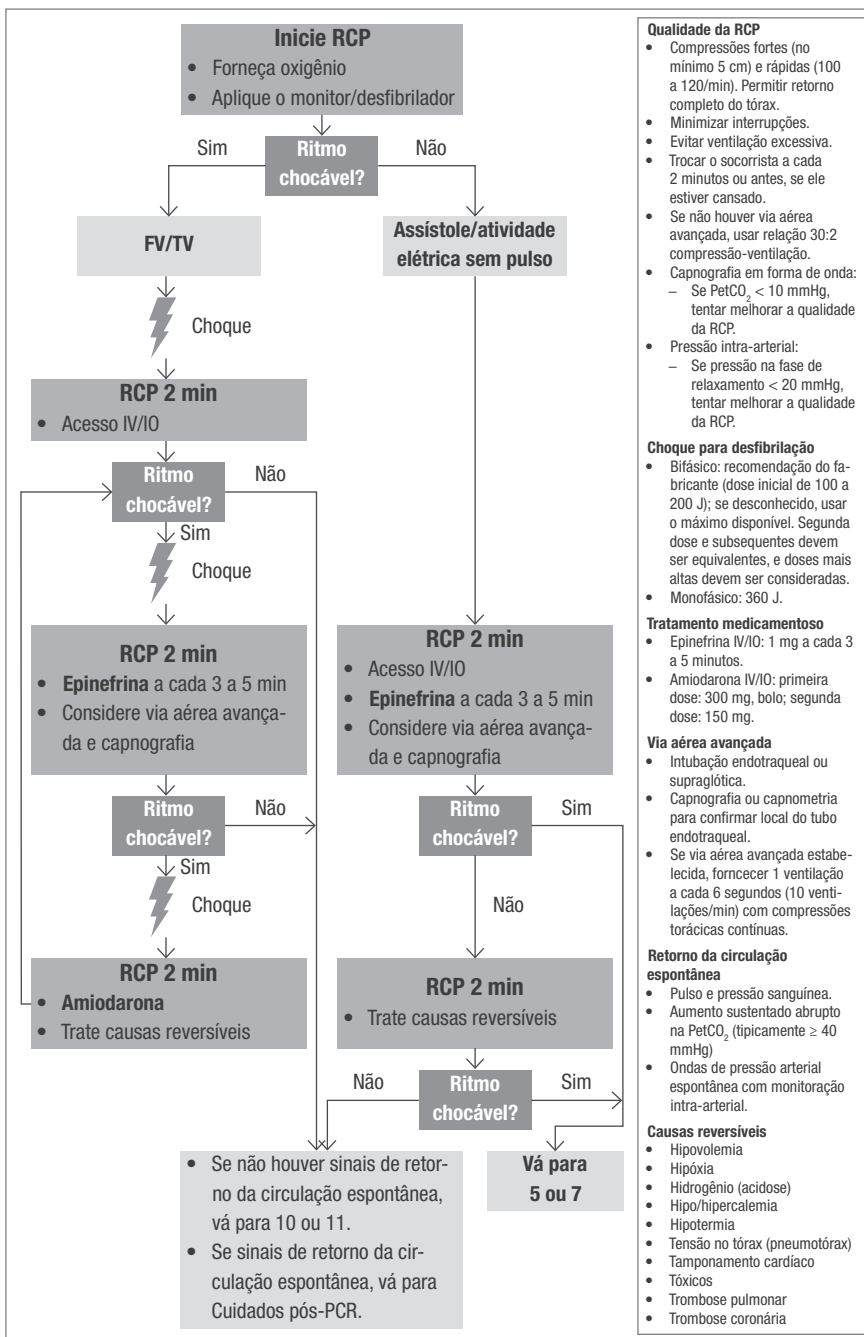 Inicie RCP
• Forneça oxigênio
• Aplique o monitor/desfibrilador
Sim
Ritmo
chocável?
Não
FV/TV
Assístole/atividade
elétrica sem pulso
Choque
RCP 2 min
• Acesso IV/IO
Ritmo
chocável?
Não
Sim
Choque
RCP 2 min
• Epinefrina a cada 3 a 5 min
• Considere via aérea avança-
da e capnografia
RCP 2 min
• Acesso IV/IO
• Epinefrina a cada 3 a 5 min
• Considere via aérea avança-
da e capnografia
Ritmo
chocável?
Não
Sim
Choque
Ritmo
chocável?
Sim
Não
RCP 2 min
• Amiodarona
• Trate causas reversíveis
RCP 2 min
• Trate causas reversíveis
Não
Ritmo
chocável?
Sim
• Se não houver sinais de retor-
no da circulação espontânea,
vá para 10 ou 11.
• Se sinais de retorno da cir-
culação espontânea, vá para
Cuidados pós-PCR.
Vá para
5 ou 7
Qualidade da RCP
• Compressões fortes (no
mínimo 5 cm) e rápidas (100
a 120/min). Permitir retorno
completo do tórax.
• Minimizar interrupções.
• Evitar ventilação excessiva.
• Trocar o socorrista a cada
2 minutos ou antes, se ele
estiver cansado.
• Se não houver via aérea
avançada, usar relação 30:2
compressão-ventilação.
• Capnografia em forma de onda:
– Se PetCO2 < 10 mmHg,
tentar melhorar a qualidade
da RCP.
• Pressão intra-arterial:
– Se pressão na fase de
relaxamento < 20 mmHg,
tentar melhorar a qualidade
da RCP.
Choque para desfibrilação
• Bifásico: recomendação do fa-
bricante (dose inicial de 100 a
200 J); se desconhecido, usar
o máximo disponível. Segunda
dose e subsequentes devem
ser equivalentes, e doses mais
altas devem ser consideradas.
• Monofásico: 360 J.
Tratamento medicamentoso
• Epinefrina IV/IO: 1 mg a cada 3
a 5 minutos.
• Amiodarona IV/IO: primeira
dose: 300 mg, bolo; segunda
dose: 150 mg.
Via aérea avançada
• Intubação endotraqueal ou
supraglótica.
• Capnografia ou capnometria
para confirmar local do tubo
endotraqueal.
• Se via aérea avançada estabe-
lecida, forncecer 1 ventilação
a cada 6 segundos (10 venti-
lações/min) com compressões
torácicas contínuas.
Retorno da circulação
espontânea
• Pulso e pressão sanguínea.
• Aumento sustentado abrupto
na PetCO2 (tipicamente ≥ 40
mmHg)
• Ondas de pressão arterial
espontânea com monitoração
intra-arterial.
Causas reversíveis
• Hipovolemia
• Hipóxia
• Hidrogênio (acidose)
• Hipo/hipercalemia
• Hipotermia
• Tensão no tórax (pneumotórax)
• Tamponamento cardíaco
• Tóxicos
• Trombose pulmonar
• Trombose coronária